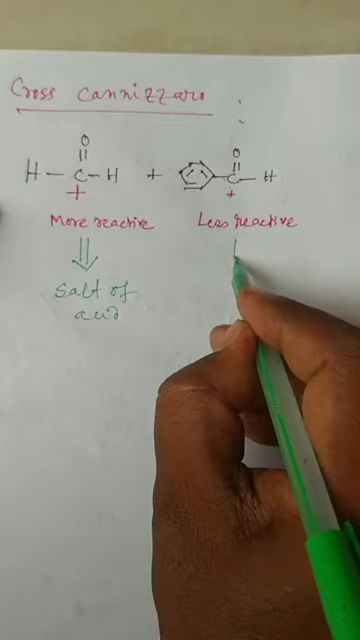 Cross Cannizzaro :
O O
H - C - H + C - H
+ +
More reactive Less reactive
Salt of
acid